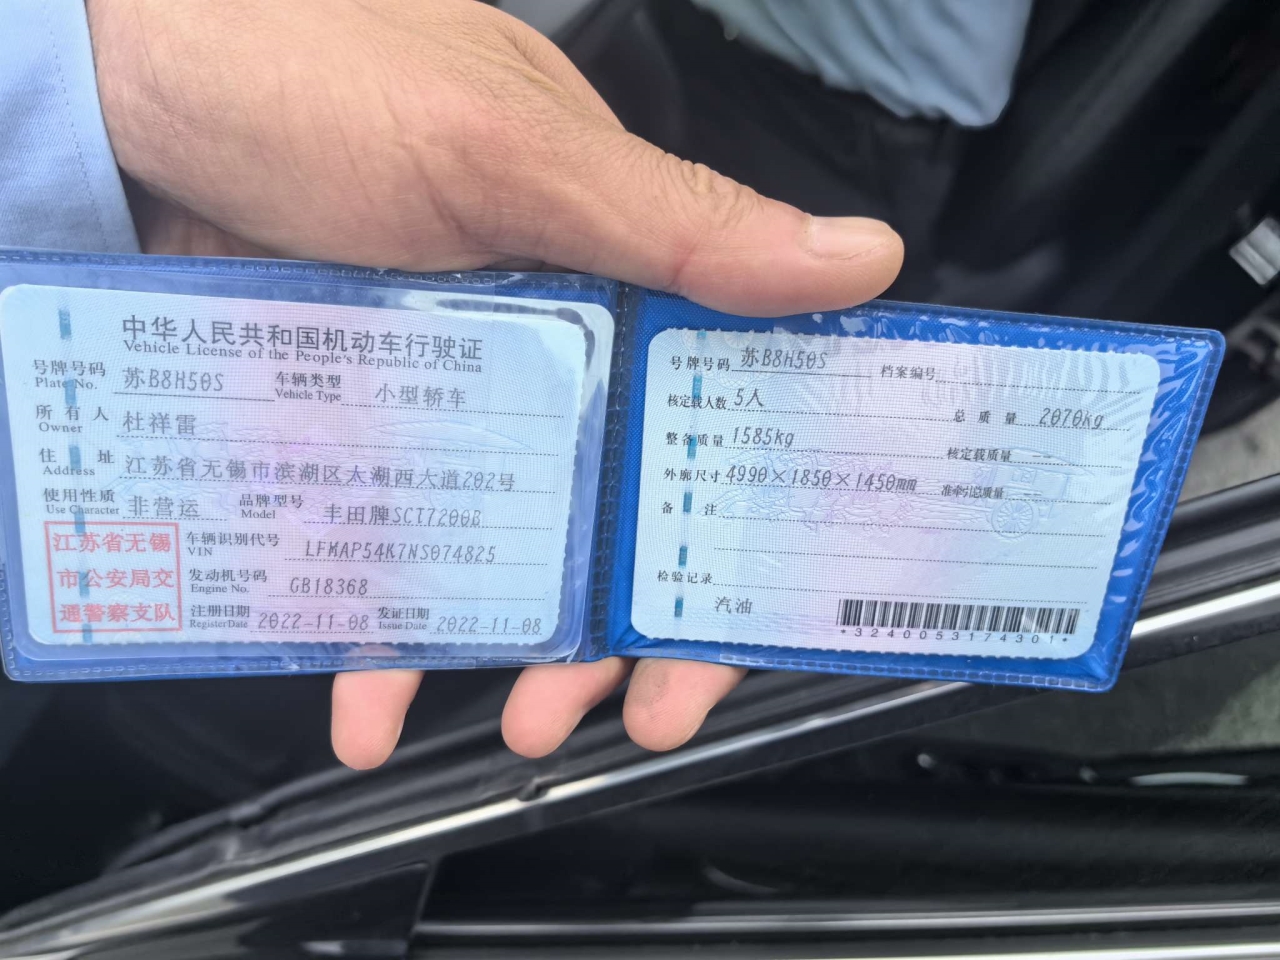 中华人民共和国机动车行驶证
Vehicle License of the People's Republic of China
号牌号码 苏B8H50S 车辆类型 小型轿车
Plate No. Vehicle Type
所有人 杜祥雷
Owner
住址 江苏省无锡市滨湖区太湖西大道202号
Address
使用性质 非营运 品牌型号 丰田牌SCT7200B
Use Character Model
江苏省无锡
市公安局交
通警察支队
车辆识别代号 LFMAP54K7NS074825
VIN
发动机号码 GB18368
Engine No.
注册日期 2022-11-08 发证日期 2022-11-08
Register Date Issue Date
号牌号码 苏B8H50S 档案编号
核定载人数 5人 总质量 2070kg
整备质量 1585kg 核定载质量 --
外廓尺寸 4990×1850×1450mm 准牵引总质量 --
备注
检验记录
汽油
*3240053174301*